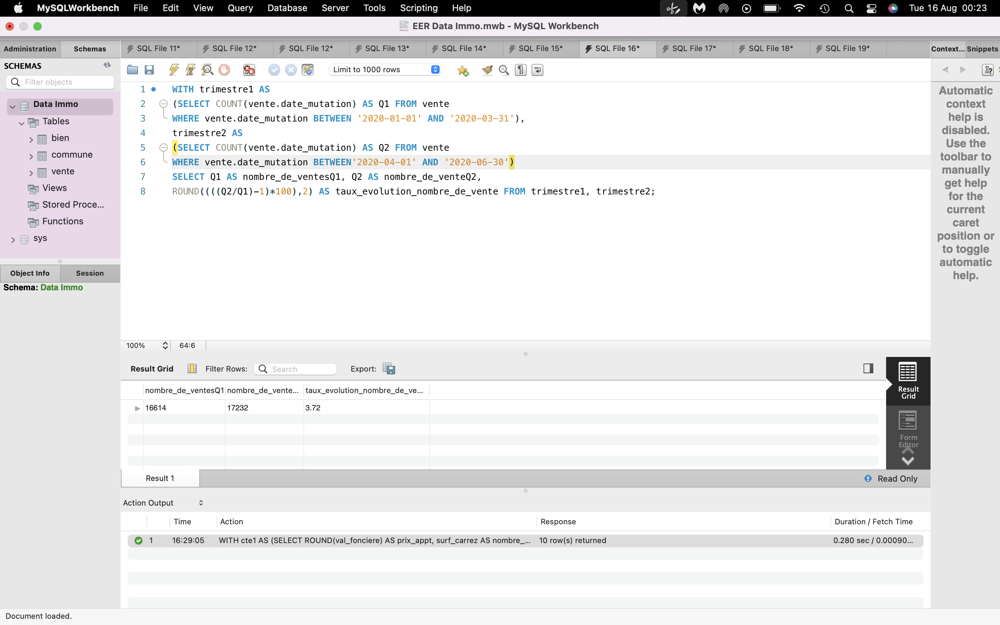 MySQLWorkbench File Edit View Query Database Server Tools Scripting Help Tue 16 Aug 00:23
EER Data Immo.mwb - MySQL Workbench
Administration Schemas SQL File 11* SQL File 12* SQL File 12* SQL File 13* SQL File 14* SQL File 15* SQL File 16* SQL File 17* SQL File 18* SQL File 19* Context... Snippets
SCHEMAS
Limit to 1000 rows
Filter objects
Data Immo
Tables
bien
commune
vente
Views
Stored Proce...
Functions
sys
Object Info Session
Schema: Data Immo
1 WITH trimestre1 AS
2 (SELECT COUNT(vente.date_mutation) AS Q1 FROM vente
3 WHERE vente.date_mutation BETWEEN '2020-01-01' AND '2020-03-31'),
4 trimestre2 AS
5 (SELECT COUNT(vente.date_mutation) AS Q2 FROM vente
6 WHERE vente.date_mutation BETWEEN'2020-04-01' AND '2020-06-30')
7 SELECT Q1 AS nombre_de_ventesQ1, Q2 AS nombre_de_venteQ2,
8 ROUND((((Q2/Q1)-1)*100),2) AS taux_evolution_nombre_de_vente FROM trimestre1, trimestre2;
Automatic
context
help is
disabled.
Use the
toolbar to
manually
get help
for the
current
caret
position or
to toggle
automatic
help.
100% 64:6
Result Grid Filter Rows: Search Export:
nombre_de_ventesQ1 nombre_de_vente... taux_evolution_nombre_de_ve...
16614 17232 3.72
Result
Grid
Form
Editor
Result 1 Read Only
Action Output
Time Action Response Duration / Fetch Time
1 16:29:05 WITH cte1 AS (SELECT ROUND(val_fonciere) AS prix_appt, surf_carrez AS nombre_... 10 row(s) returned 0.280 sec / 0.00090...
Document loaded.